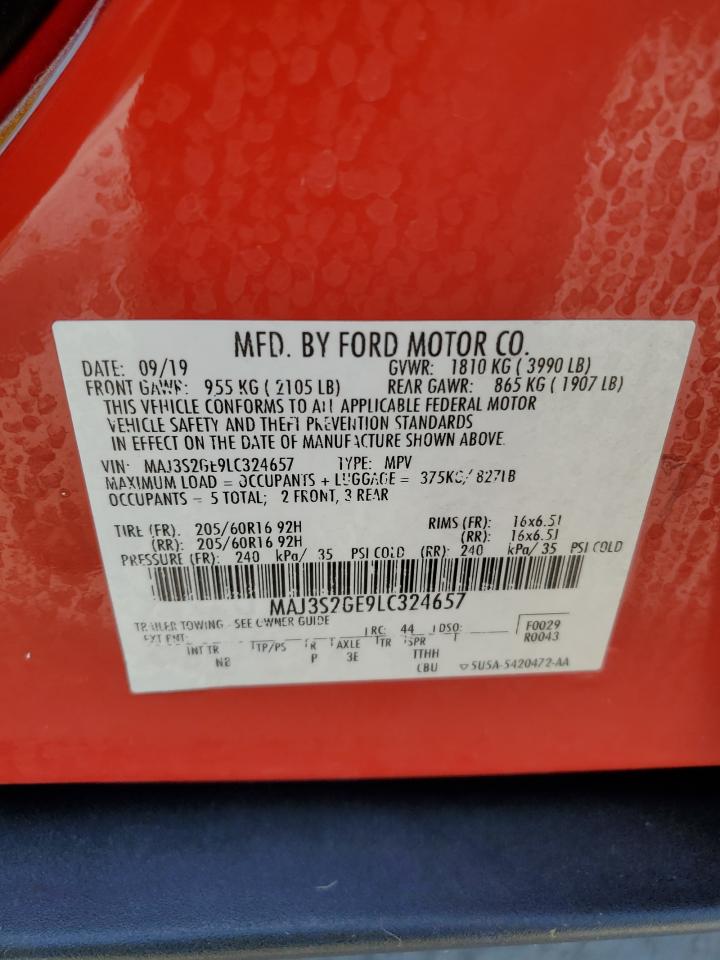 MFD. BY FORD MOTOR CO.
DATE: 09/19 GVWR: 1810 KG ( 3990 LB)
FRONT GAWR: 955 KG ( 2105 LB) REAR GAWR: 865 KG ( 1907 LB)
THIS VEHICLE CONFORMS TO ALL APPLICABLE FEDERAL MOTOR
VEHICLE SAFETY AND THEFT PREVENTION STANDARDS
IN EFFECT ON THE DATE OF MANUFACTURE SHOWN ABOVE.
VIN: MAJ3S2GE9LC324657 TYPE: MPV
MAXIMUM LOAD = OCCUPANTS + LUGGAGE = 375KG/ 827LB
OCCUPANTS = 5 TOTAL; 2 FRONT, 3 REAR
TIRE (FR). 205/60R16 92H RIMS (FR): 16x6.5J
(RR): 205/60R16 92H (RR): 16x6.5J
PRESSURE (FR): 240 kPa/ 35 PSI COLD (RR): 240 kPa/ 35 PSI COLD
MAJ3S2GE9LC324657
TRAILER TOWING - SEE OWNER GUIDE
EXT PNT: RC: 44 DSO: F0029
INT TR TP/PS R AXLE TR SPR T R0043
N8 P 3E TTHH
CBU 5U5A-5420472-AA